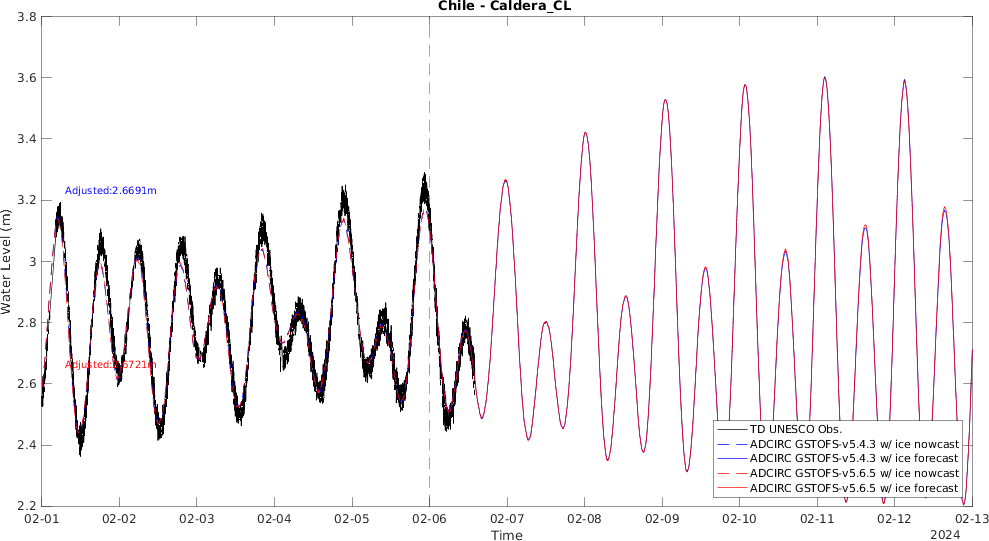 Chile - Caldera_CL
3.8
3.6
3.4
3.2
3
2.8
2.6
2.4
2.2
Water Level (m)
Adjusted:2.6691m
Adjusted:2.6721m
TD UNESCO Obs.
ADCIRC GSTOFS-v5.4.3 w/ ice nowcast
ADCIRC GSTOFS-v5.4.3 w/ ice forecast
ADCIRC GSTOFS-v5.6.5 w/ ice nowcast
ADCIRC GSTOFS-v5.6.5 w/ ice forecast
02-01 02-02 02-03 02-04 02-05 02-06 02-07 02-08 02-09 02-10 02-11 02-12 02-13
Time
2024